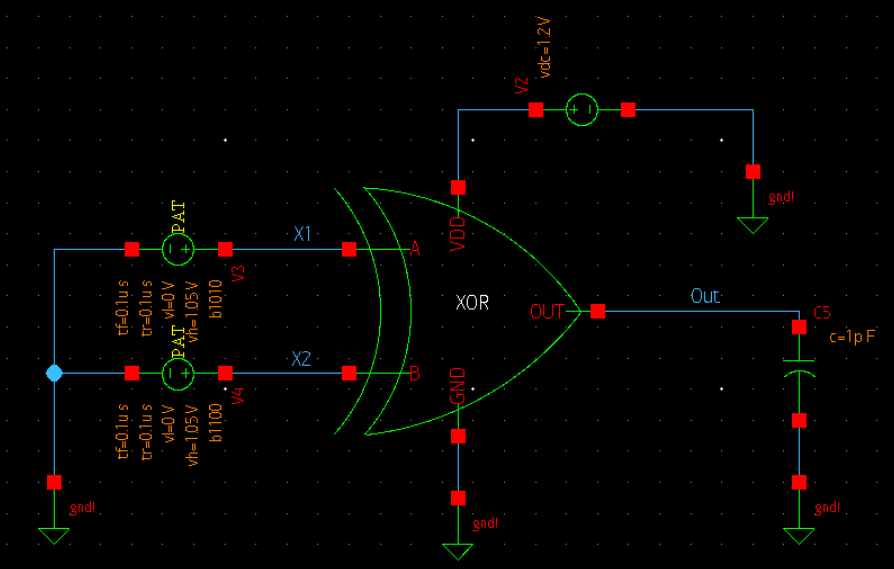 vdc=1.2V
V2
gnd!
VDD
PAT
X1
A
V3
tf=0.1us
tr=0.1us
vl=0V
vh=1.05V
b1010
XOR
OUT
Out
C5
c=1pF
PAT
X2
B
V4
tf=0.1us
tr=0.1us
vl=0V
vh=1.05V
b1100
GND
gnd!
gnd!
gnd!